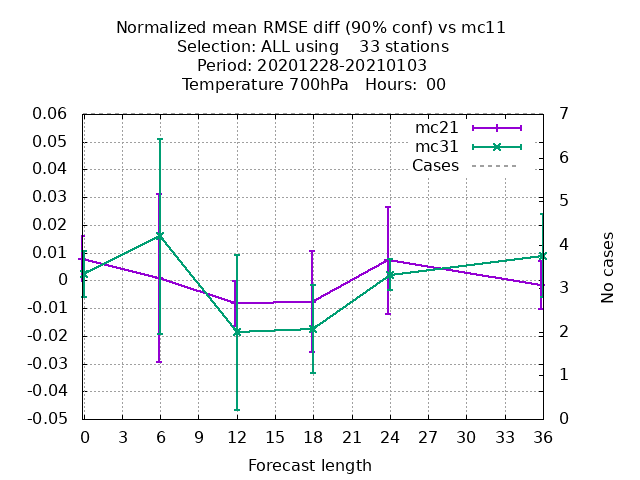 Normalized mean RMSE diff (90% conf) vs mc11
Selection: ALL using    33 stations
Period: 20201228-20210103
Temperature 700hPa   Hours:  00
mc21
mc31
Cases
0.06
0.05
0.04
0.03
0.02
0.01
0
-0.01
-0.02
-0.03
-0.04
-0.05
7
6
5
4
3
2
1
0
No cases
0 3 6 9 12 15 18 21 24 27 30 33 36
Forecast length